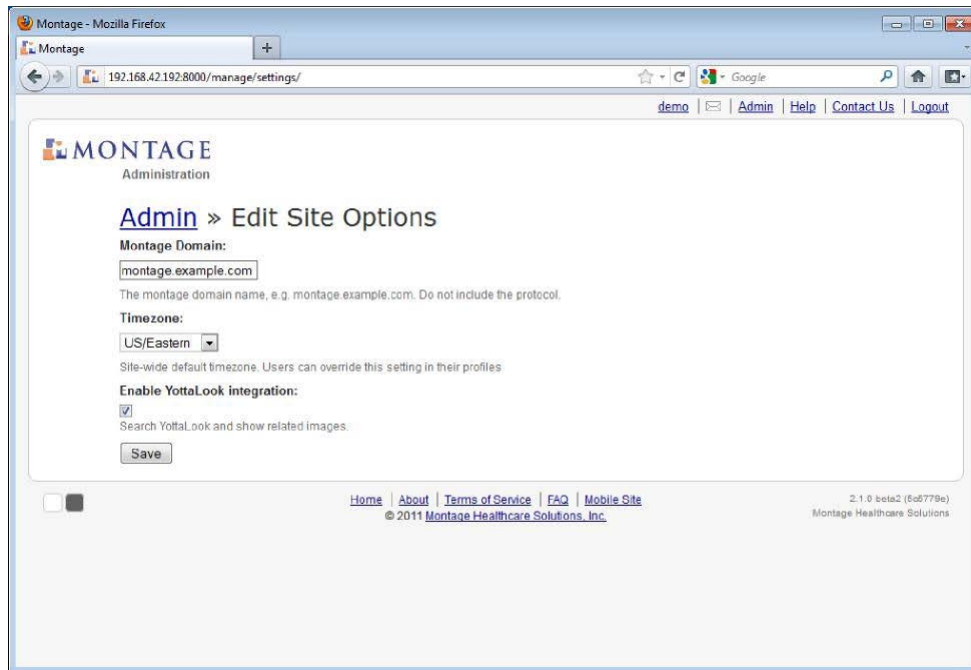 Montage - Mozilla Firefox
Montage
192.168.42.192:8000/manage/settings/
Google
demo | Admin | Help | Contact Us | Logout
MONTAGE
Administration
Admin » Edit Site Options
Montage Domain:
montage.example.com
The montage domain name, e.g. montage.example.com. Do not include the protocol.
Timezone:
US/Eastern
Site-wide default timezone. Users can override this setting in their profiles
Enable YottaLook integration:
Search YottaLook and show related images.
Save
Home | About | Terms of Service | FAQ | Mobile Site
© 2011 Montage Healthcare Solutions, Inc.
2.1.0 beta2
Montage Healthcare Solutions